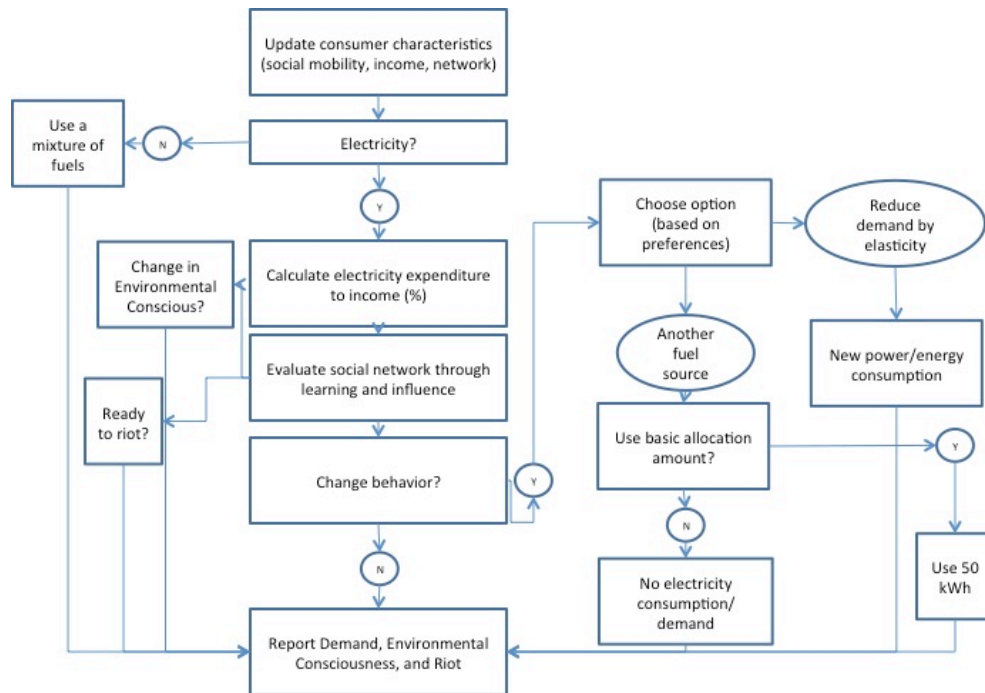 Update consumer characteristics
(social mobility, income, network)
Use a
mixture of
fuels
N
Electricity?
Y
Choose option
(based on
preferences)
Reduce
demand by
elasticity
Change in
Environmental
Conscious?
Calculate electricity expenditure
to income (%)
Another
fuel
source
New power/energy
consumption
Evaluate social network through
learning and influence
Ready
to riot?
Use basic allocation
amount?
Y
Change behavior?
Y
N
N
Use 50
kWh
No electricity
consumption/
demand
Report Demand, Environmental
Consciousness, and Riot